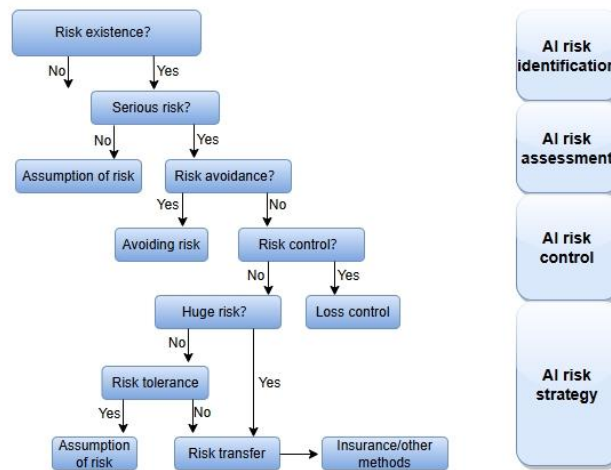 Risk existence?
No
Yes
Serious risk?
No
Yes
Assumption of risk
Risk avoidance?
Yes
No
Avoiding risk
Risk control?
No
Yes
Huge risk?
Loss control
No
Yes
Risk tolerance
Yes
No
Assumption
of risk
Risk transfer
Insurance/other
methods
AI risk
identification
AI risk
assessment
AI risk
control
AI risk
strategy